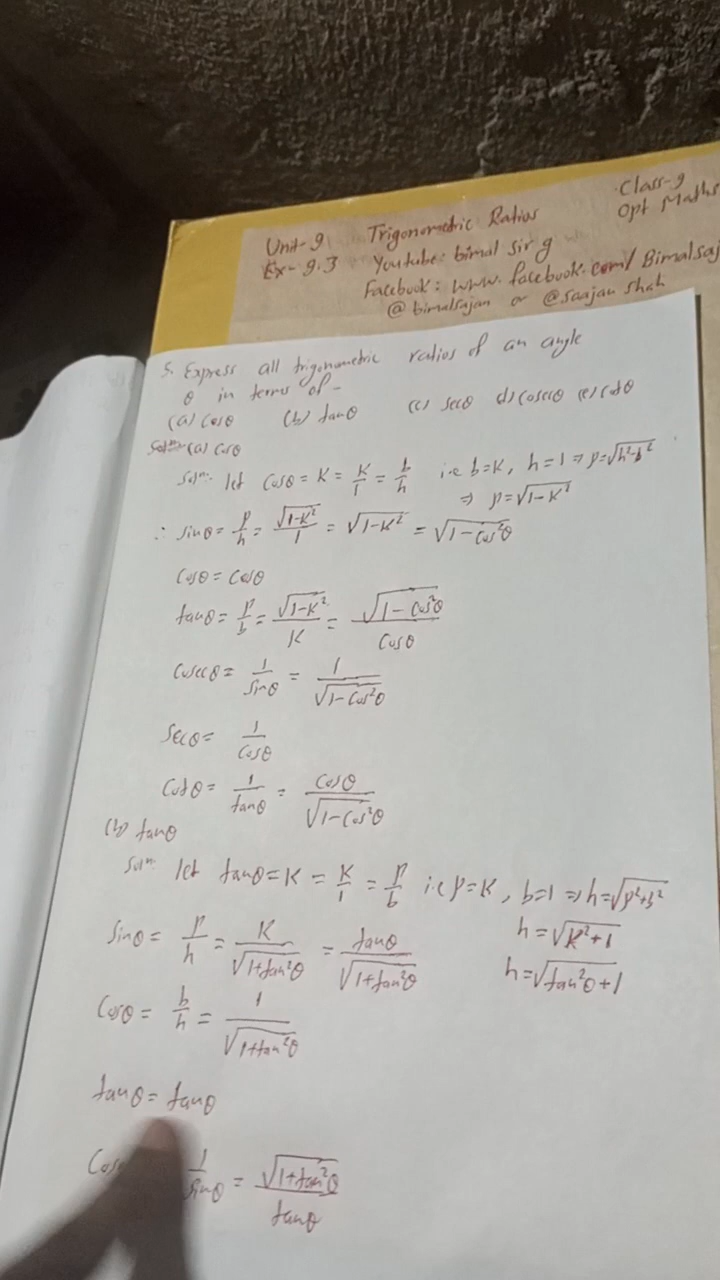 Unit-9 Trigonometric Ratios Class-9
Ex-9.3 Youtube: bimal sir g Opt Maths
Facebook: www.facebook.com/Bimalsaj
@bimalsajan or @saajan shah
5. Express all trigonometric ratios of an angle
θ in terms of -
(a) Cosθ (b) tanθ (c) secθ d) Cosecθ (e) Cotθ
Soln:- (a) Cosθ
Soln: let Cosθ = K = K/1 = b/h i.e b=K, h=1 ⇒ p=√(h²-b²)
⇒ p=√(1-K²)
∴ sinθ = p/h = √(1-K²)/1 = √(1-K²) = √(1-Cos²θ)
Cosθ = Cosθ
tanθ = p/b = √(1-K²)/K = √(1-Cos²θ)/Cosθ
Cosecθ = 1/Sinθ = 1/√(1-Cos²θ)
Secθ = 1/Cosθ
Cotθ = 1/tanθ = Cosθ/√(1-Cos²θ)
(b) tanθ
Soln: let tanθ = K = K/1 = p/b i.e p=K, b=1 ⇒ h=√(p²+b²)
h=√(K²+1)
Sinθ = p/h = K/√(1+tan²θ) = tanθ/√(1+tan²θ)
h=√(tan²θ+1)
Cosθ = b/h = 1/√(1+tan²θ)
tanθ = tanθ
1/Sinθ = √(1+tan²θ)/tanθ